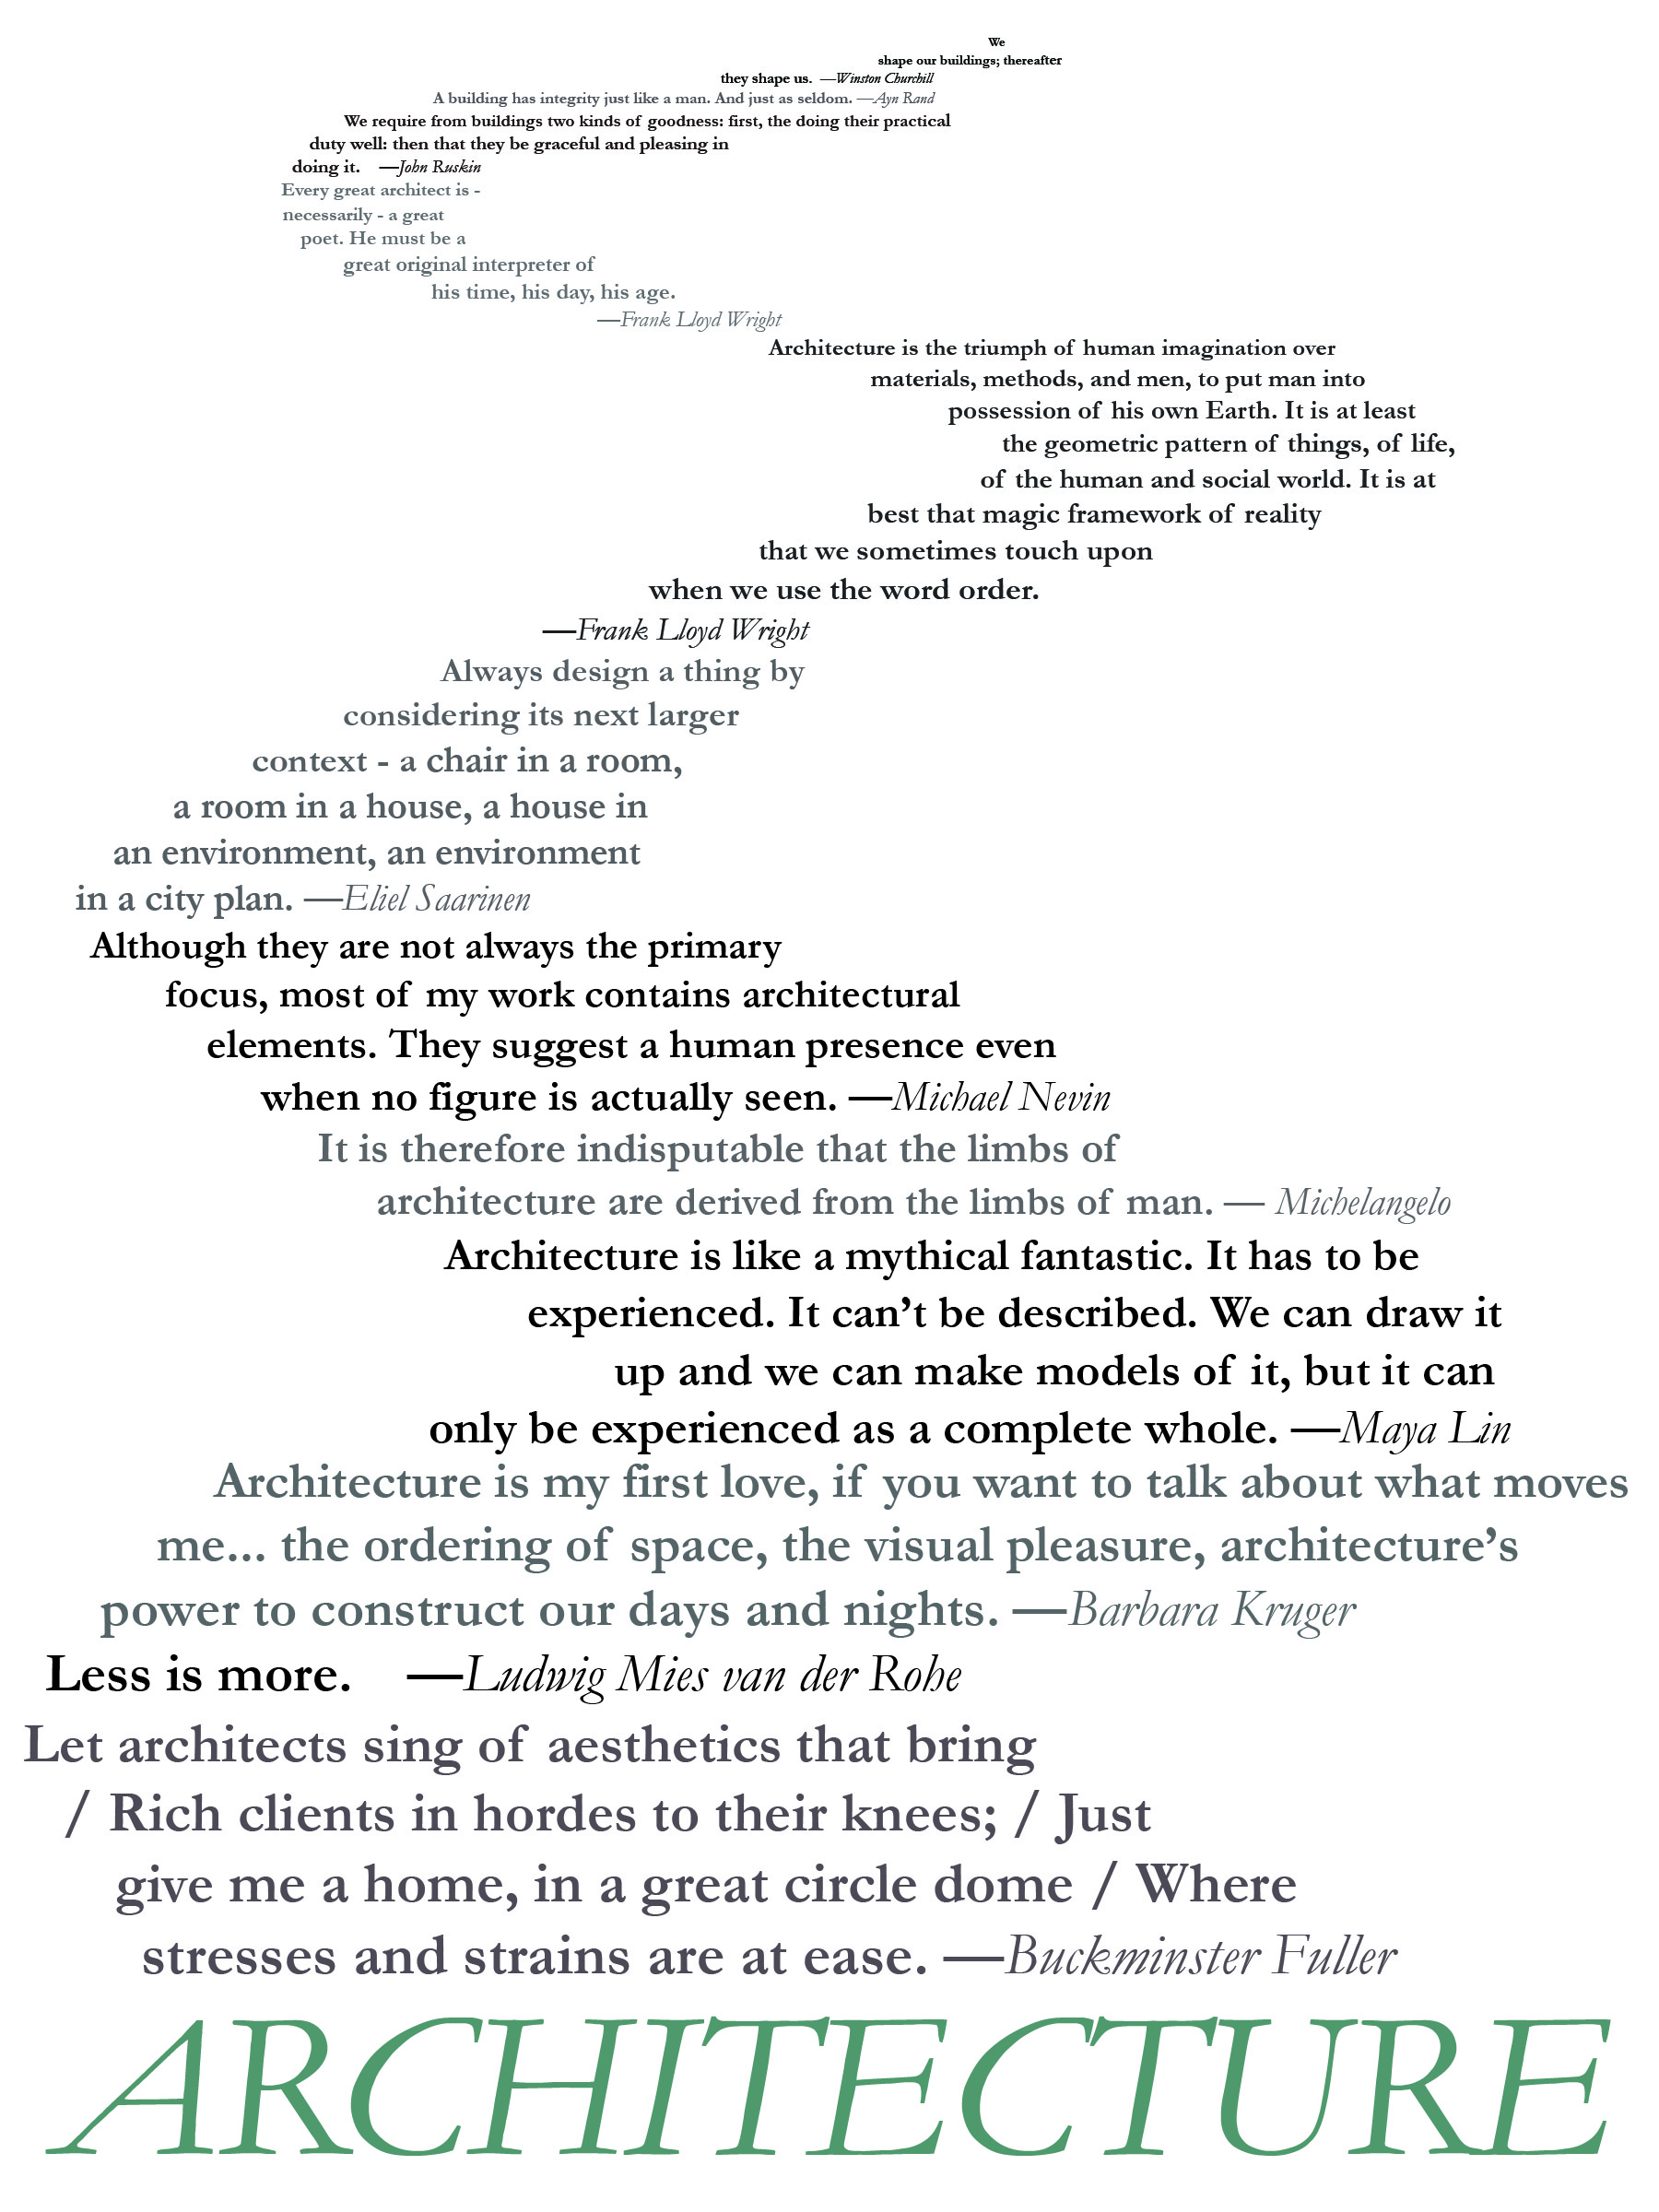 We
shape our buildings; thereafter
they shape us. —Winston Churchill
A building has integrity just like a man. And just as seldom. —Ayn Rand
We require from buildings two kinds of goodness: first, the doing their practical
duty well: then that they be graceful and pleasing in
doing it. —John Ruskin
Every great architect is -
necessarily - a great
poet. He must be a
great original interpreter of
his time, his day, his age.
—Frank Lloyd Wright
Architecture is the triumph of human imagination over
materials, methods, and men, to put man into
possession of his own Earth. It is at least
the geometric pattern of things, of life,
of the human and social world. It is at
best that magic framework of reality
that we sometimes touch upon
when we use the word order.
—Frank Lloyd Wright
Always design a thing by
considering its next larger
context - a chair in a room,
a room in a house, a house in
an environment, an environment
in a city plan. —Eliel Saarinen
Although they are not always the primary
focus, most of my work contains architectural
elements. They suggest a human presence even
when no figure is actually seen. —Michael Nevin
It is therefore indisputable that the limbs of
architecture are derived from the limbs of man. — Michelangelo
Architecture is like a mythical fantastic. It has to be
experienced. It can’t be described. We can draw it
up and we can make models of it, but it can
only be experienced as a complete whole. —Maya Lin
Architecture is my first love, if you want to talk about what moves
me... the ordering of space, the visual pleasure, architecture’s
power to construct our days and nights. —Barbara Kruger
Less is more. —Ludwig Mies van der Rohe
Let architects sing of aesthetics that bring
/ Rich clients in hordes to their knees; / Just
give me a home, in a great circle dome / Where
stresses and strains are at ease. —Buckminster Fuller
ARCHITECTURE